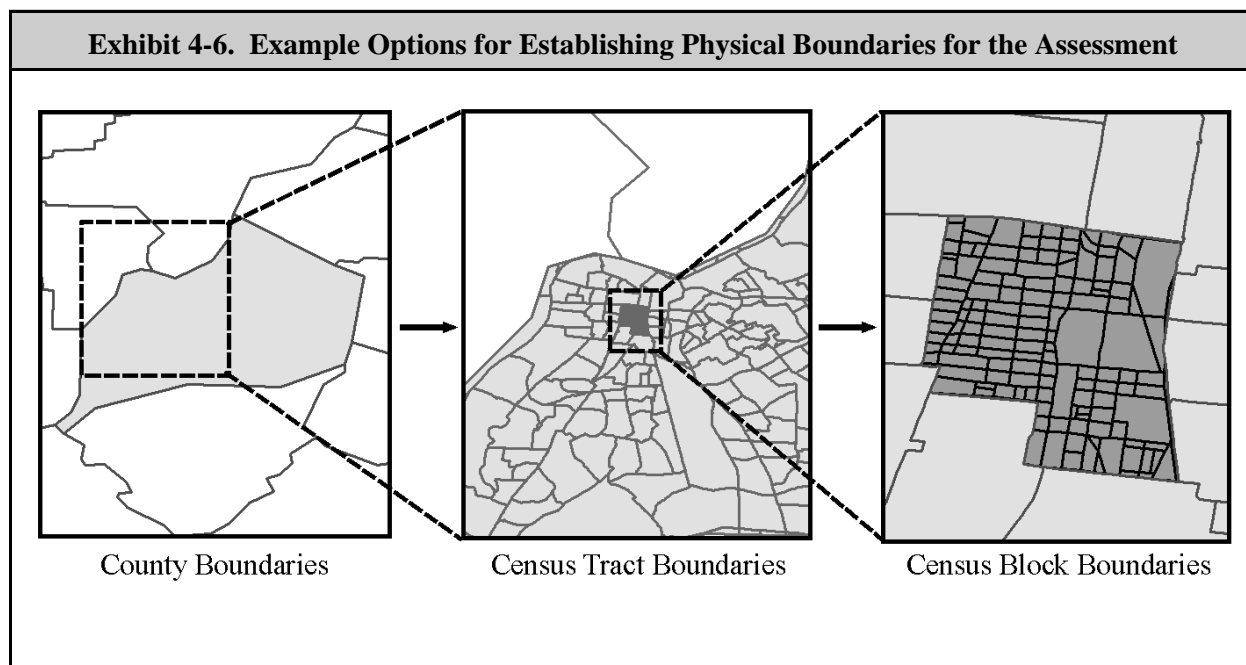 Exhibit 4-6. Example Options for Establishing Physical Boundaries for the Assessment
County Boundaries
Census Tract Boundaries
Census Block Boundaries